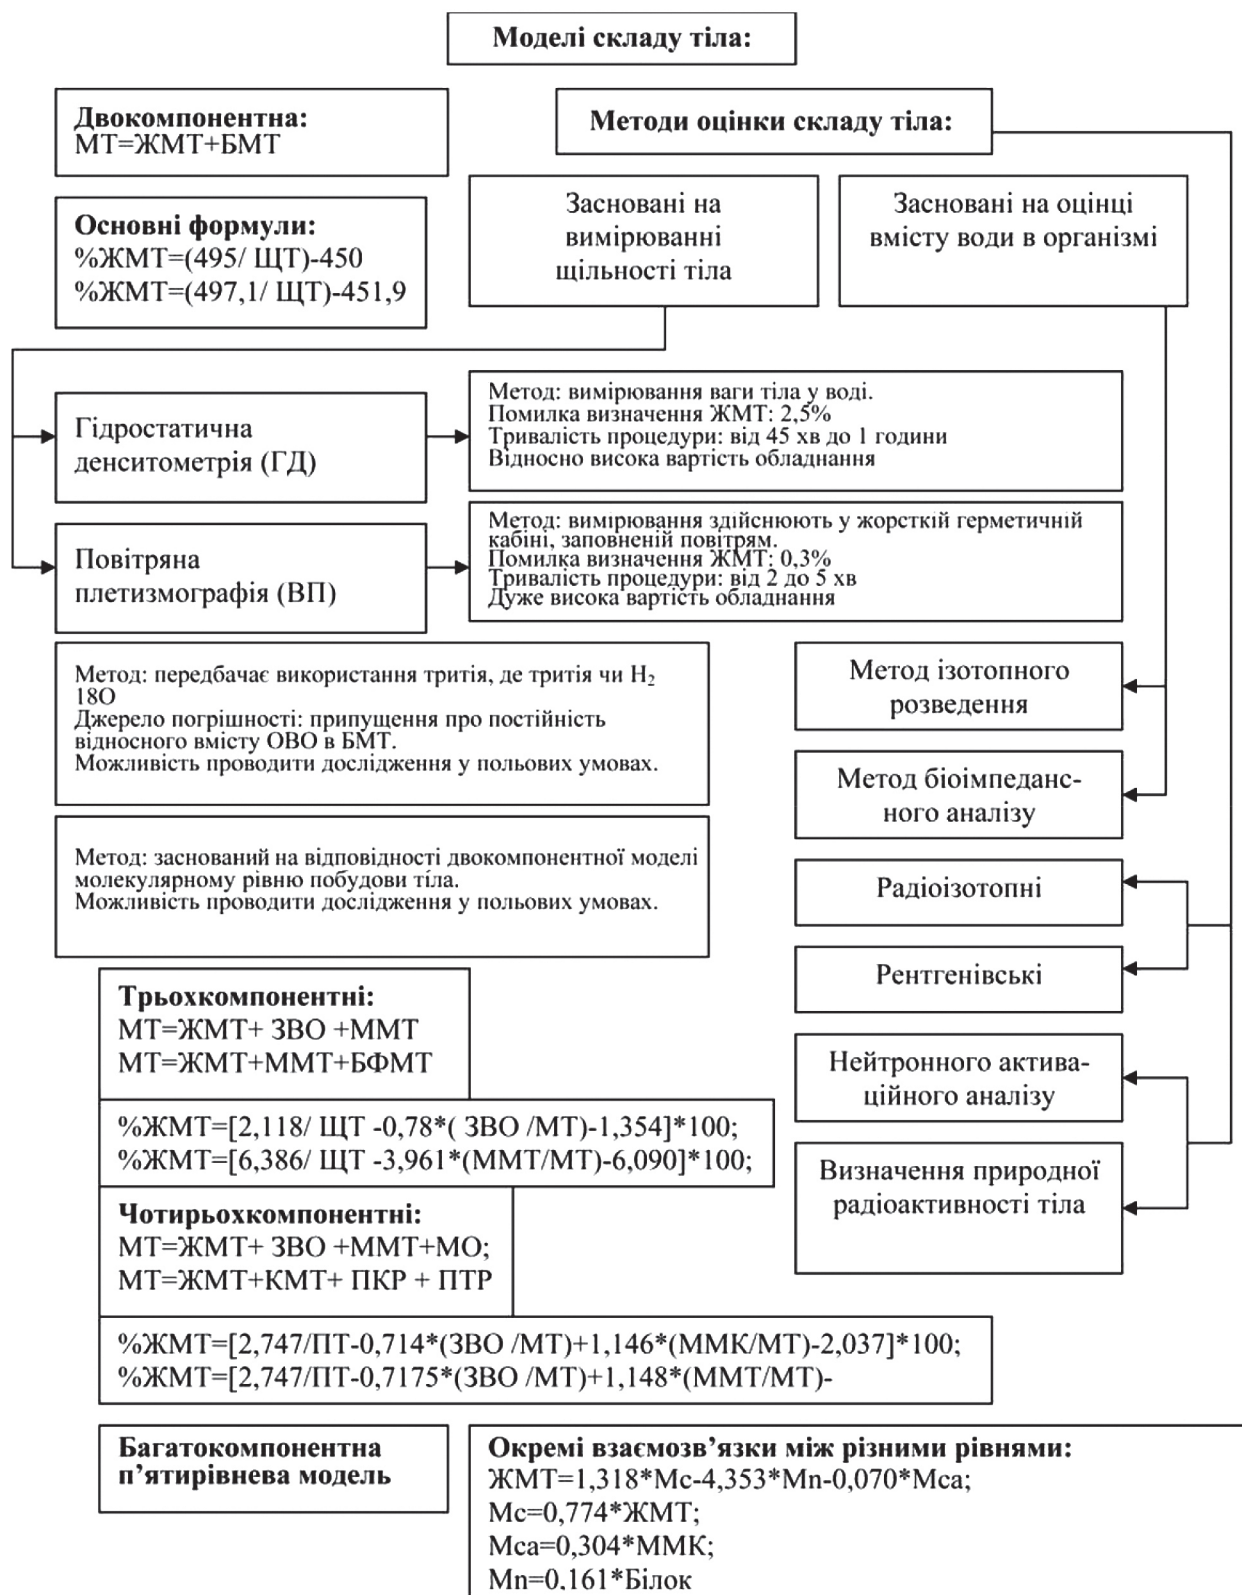 Моделі складу тіла:
Двокомпонентна:
МТ=ЖМТ+БМТ
Методи оцінки складу тіла:
Основні формули:
%ЖМТ=(495/ ЩТ)-450
%ЖМТ=(497,1/ ЩТ)-451,9
Засновані на
вимірюванні
щільності тіла
Засновані на оцінці
вмісту води в організмі
Гідростатична
денситометрія (ГД)
Метод: вимірювання ваги тіла у воді.
Помилка визначення ЖМТ: 2,5%
Тривалість процедури: від 45 хв до 1 години
Відносно висока вартість обладнання
Повітряна
плетизмографія (ВП)
Метод: вимірювання здійснюють у жорсткій герметичній
кабіні, заповненій повітрям.
Помилка визначення ЖМТ: 0,3%
Тривалість процедури: від 2 до 5 хв
Дуже висока вартість обладнання
Метод: передбачає використання тритія, де тритія чи H₂
18O
Джерело погрішності: припущення про постійність
відносного вмісту ОВО в БМТ.
Можливість проводити дослідження у польових умовах.
Метод ізотопного
розведення
Метод біоімпеданс-
ного аналізу
Метод: заснований на відповідності двокомпонентної моделі
молекулярному рівню побудови тіла.
Можливість проводити дослідження у польових умовах.
Радіоізотопні
Рентгенівські
Трьохкомпонентні:
МТ=ЖМТ+ ЗВО +ММТ
МТ=ЖМТ+ММТ+БФМТ
Нейтронного актива-
ційного аналізу
%ЖМТ=[2,118/ ЩТ -0,78*( ЗВО /МТ)-1,354]*100;
%ЖМТ=[6,386/ ЩТ -3,961*(ММТ/МТ)-6,090]*100;
Визначення природної
радіоактивності тіла
Чотирьохкомпонентні:
МТ=ЖМТ+ ЗВО +ММТ+МО;
МТ=ЖМТ+КМТ+ ПКР + ПТР
%ЖМТ=[2,747/ПТ-0,714*(ЗВО /МТ)+1,146*(ММК/МТ)-2,037]*100;
%ЖМТ=[2,747/ПТ-0,7175*(ЗВО /МТ)+1,148*(ММТ/МТ)-
Багатокомпонентна
п’ятирівнева модель
Окремі взаємозв’язки між різними рівнями:
ЖМТ=1,318*Мс-4,353*Mn-0,070*Мса;
Мс=0,774*ЖМТ;
Мса=0,304*ММК;
Mn=0,161*Білок